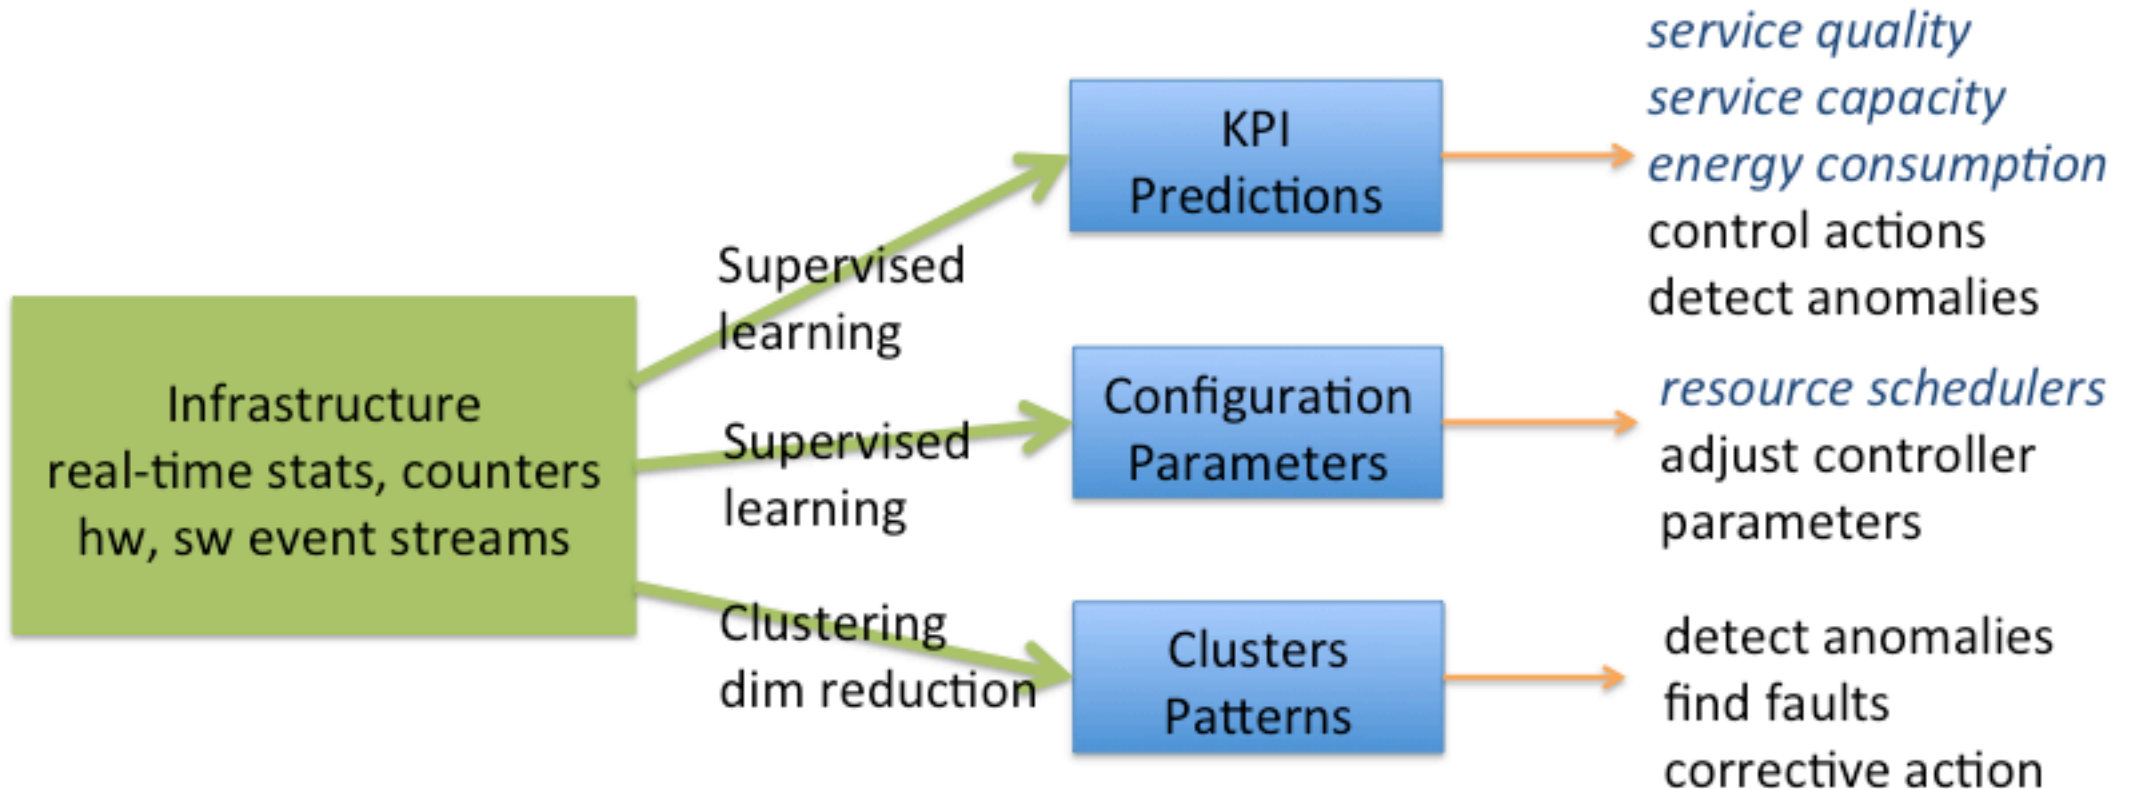 Infrastructure
real-time stats, counters
hw, sw event streams
Supervised
learning
KPI
Predictions
service quality
service capacity
energy consumption
control actions
detect anomalies
Supervised
learning
Configuration
Parameters
resource schedulers
adjust controller
parameters
Clustering
dim reduction
Clusters
Patterns
detect anomalies
find faults
corrective action